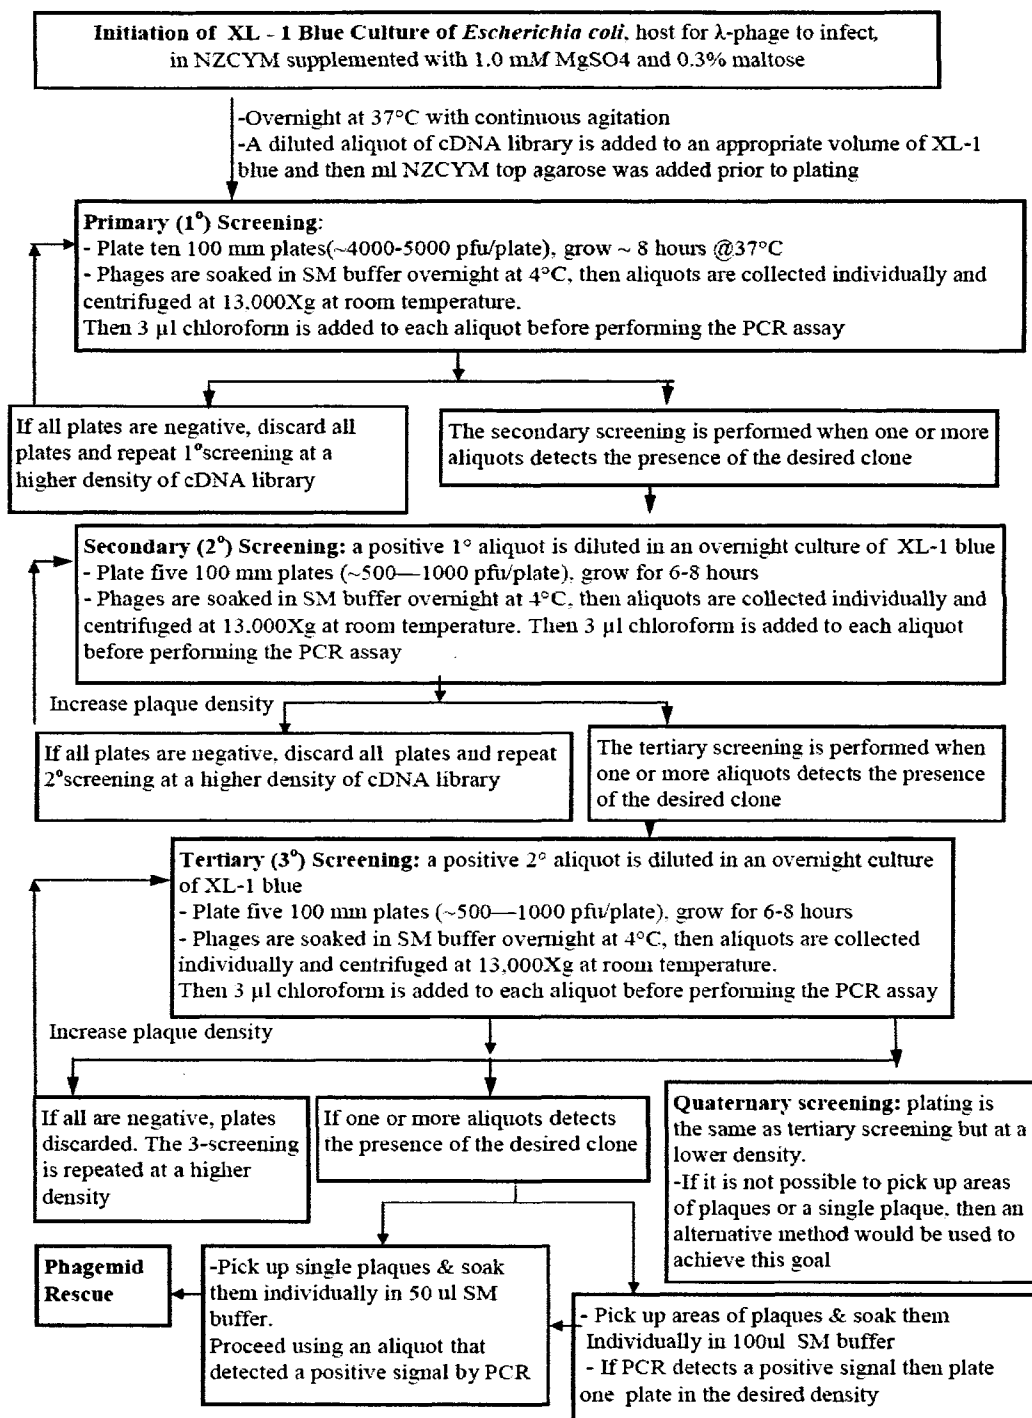 Initiation of XL - 1 Blue Culture of Escherichia coli, host for λ-phage to infect,
in NZCYM supplemented with 1.0 mM MgSO4 and 0.3% maltose
-Overnight at 37°C with continuous agitation
-A diluted aliquot of cDNA library is added to an appropriate volume of XL-1
blue and then ml NZCYM top agarose was added prior to plating
Primary (1°) Screening:
- Plate ten 100 mm plates(~4000-5000 pfu/plate), grow ~ 8 hours @37°C
- Phages are soaked in SM buffer overnight at 4°C, then aliquots are collected individually and
centrifuged at 13.000Xg at room temperature.
Then 3 µl chloroform is added to each aliquot before performing the PCR assay
If all plates are negative, discard all
plates and repeat 1°screening at a
higher density of cDNA library
The secondary screening is performed when one or more
aliquots detects the presence of the desired clone
Secondary (2°) Screening: a positive 1° aliquot is diluted in an overnight culture of XL-1 blue
- Plate five 100 mm plates (~500—1000 pfu/plate), grow for 6-8 hours
- Phages are soaked in SM buffer overnight at 4°C, then aliquots are collected individually and
centrifuged at 13.000Xg at room temperature. Then 3 µl chloroform is added to each aliquot
before performing the PCR assay
Increase plaque density
If all plates are negative, discard all plates and repeat
2°screening at a higher density of cDNA library
The tertiary screening is performed when
one or more aliquots detects the presence
of the desired clone
Tertiary (3°) Screening: a positive 2° aliquot is diluted in an overnight culture
of XL-1 blue
- Plate five 100 mm plates (~500—1000 pfu/plate), grow for 6-8 hours
- Phages are soaked in SM buffer overnight at 4°C, then aliquots are collected
individually and centrifuged at 13,000Xg at room temperature.
Then 3 µl chloroform is added to each aliquot before performing the PCR assay
Increase plaque density
If all are negative, plates
discarded. The 3-screening
is repeated at a higher
density
If one or more aliquots detects
the presence of the desired clone
Quaternary screening: plating is
the same as tertiary screening but at a
lower density.
-If it is not possible to pick up areas
of plaques or a single plaque, then an
alternative method would be used to
achieve this goal
Phagemid
Rescue
-Pick up single plaques & soak
them individually in 50 ul SM
buffer.
Proceed using an aliquot that
detected a positive signal by PCR
- Pick up areas of plaques & soak them
Individually in 100ul SM buffer
- If PCR detects a positive signal then plate
one plate in the desired density